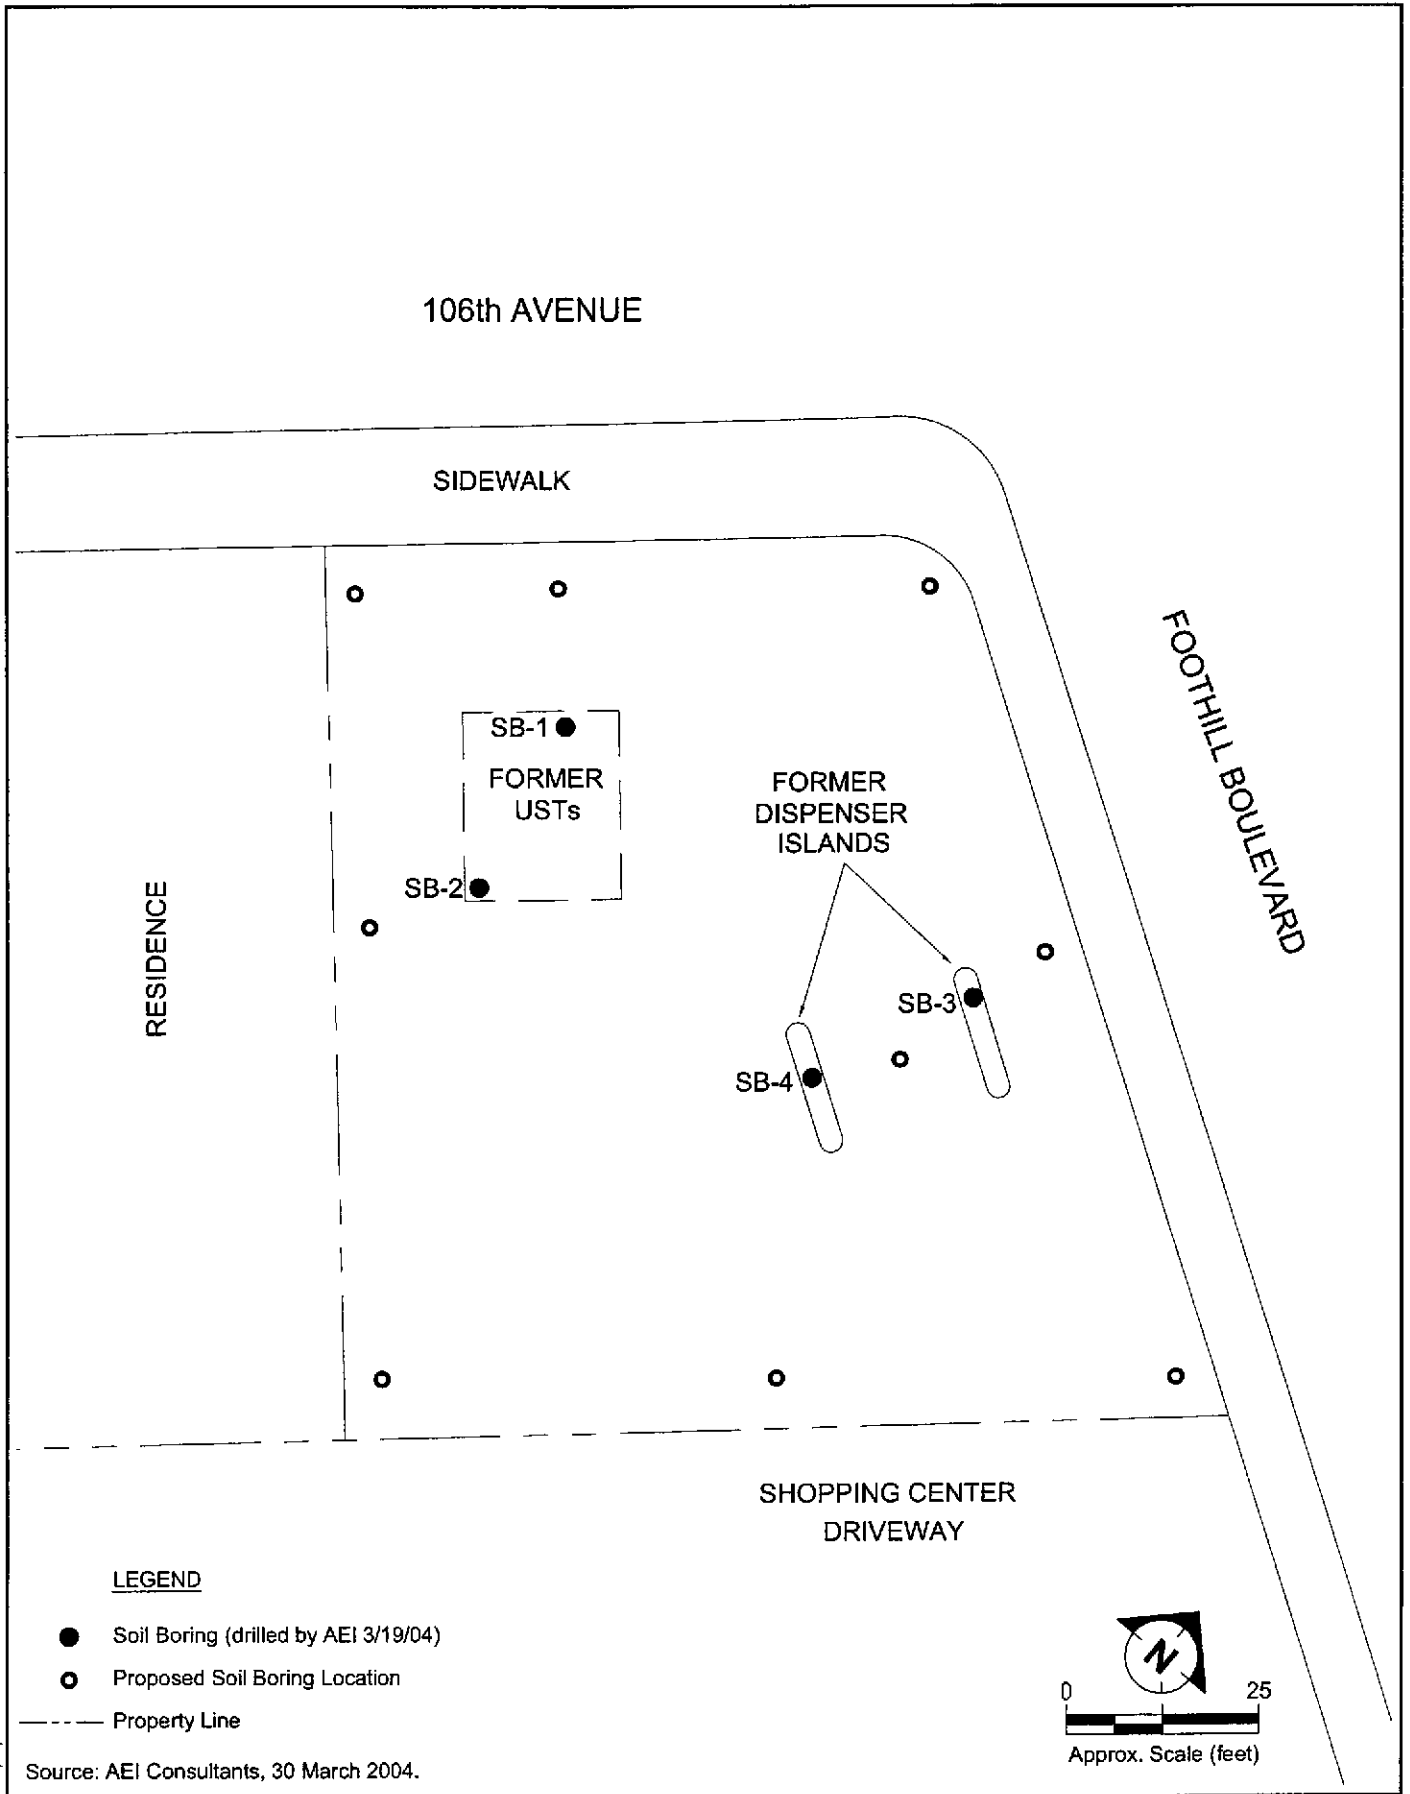 106th AVENUE
SIDEWALK
FOOTHILL BOULEVARD
SB-1
FORMER
USTs
FORMER
DISPENSER
ISLANDS
SB-2
RESIDENCE
SB-3
SB-4
SHOPPING CENTER
DRIVEWAY
LEGEND
Soil Boring (drilled by AEI 3/19/04)
Proposed Soil Boring Location
Property Line
N
0 25
Approx. Scale (feet)
Source: AEI Consultants, 30 March 2004.